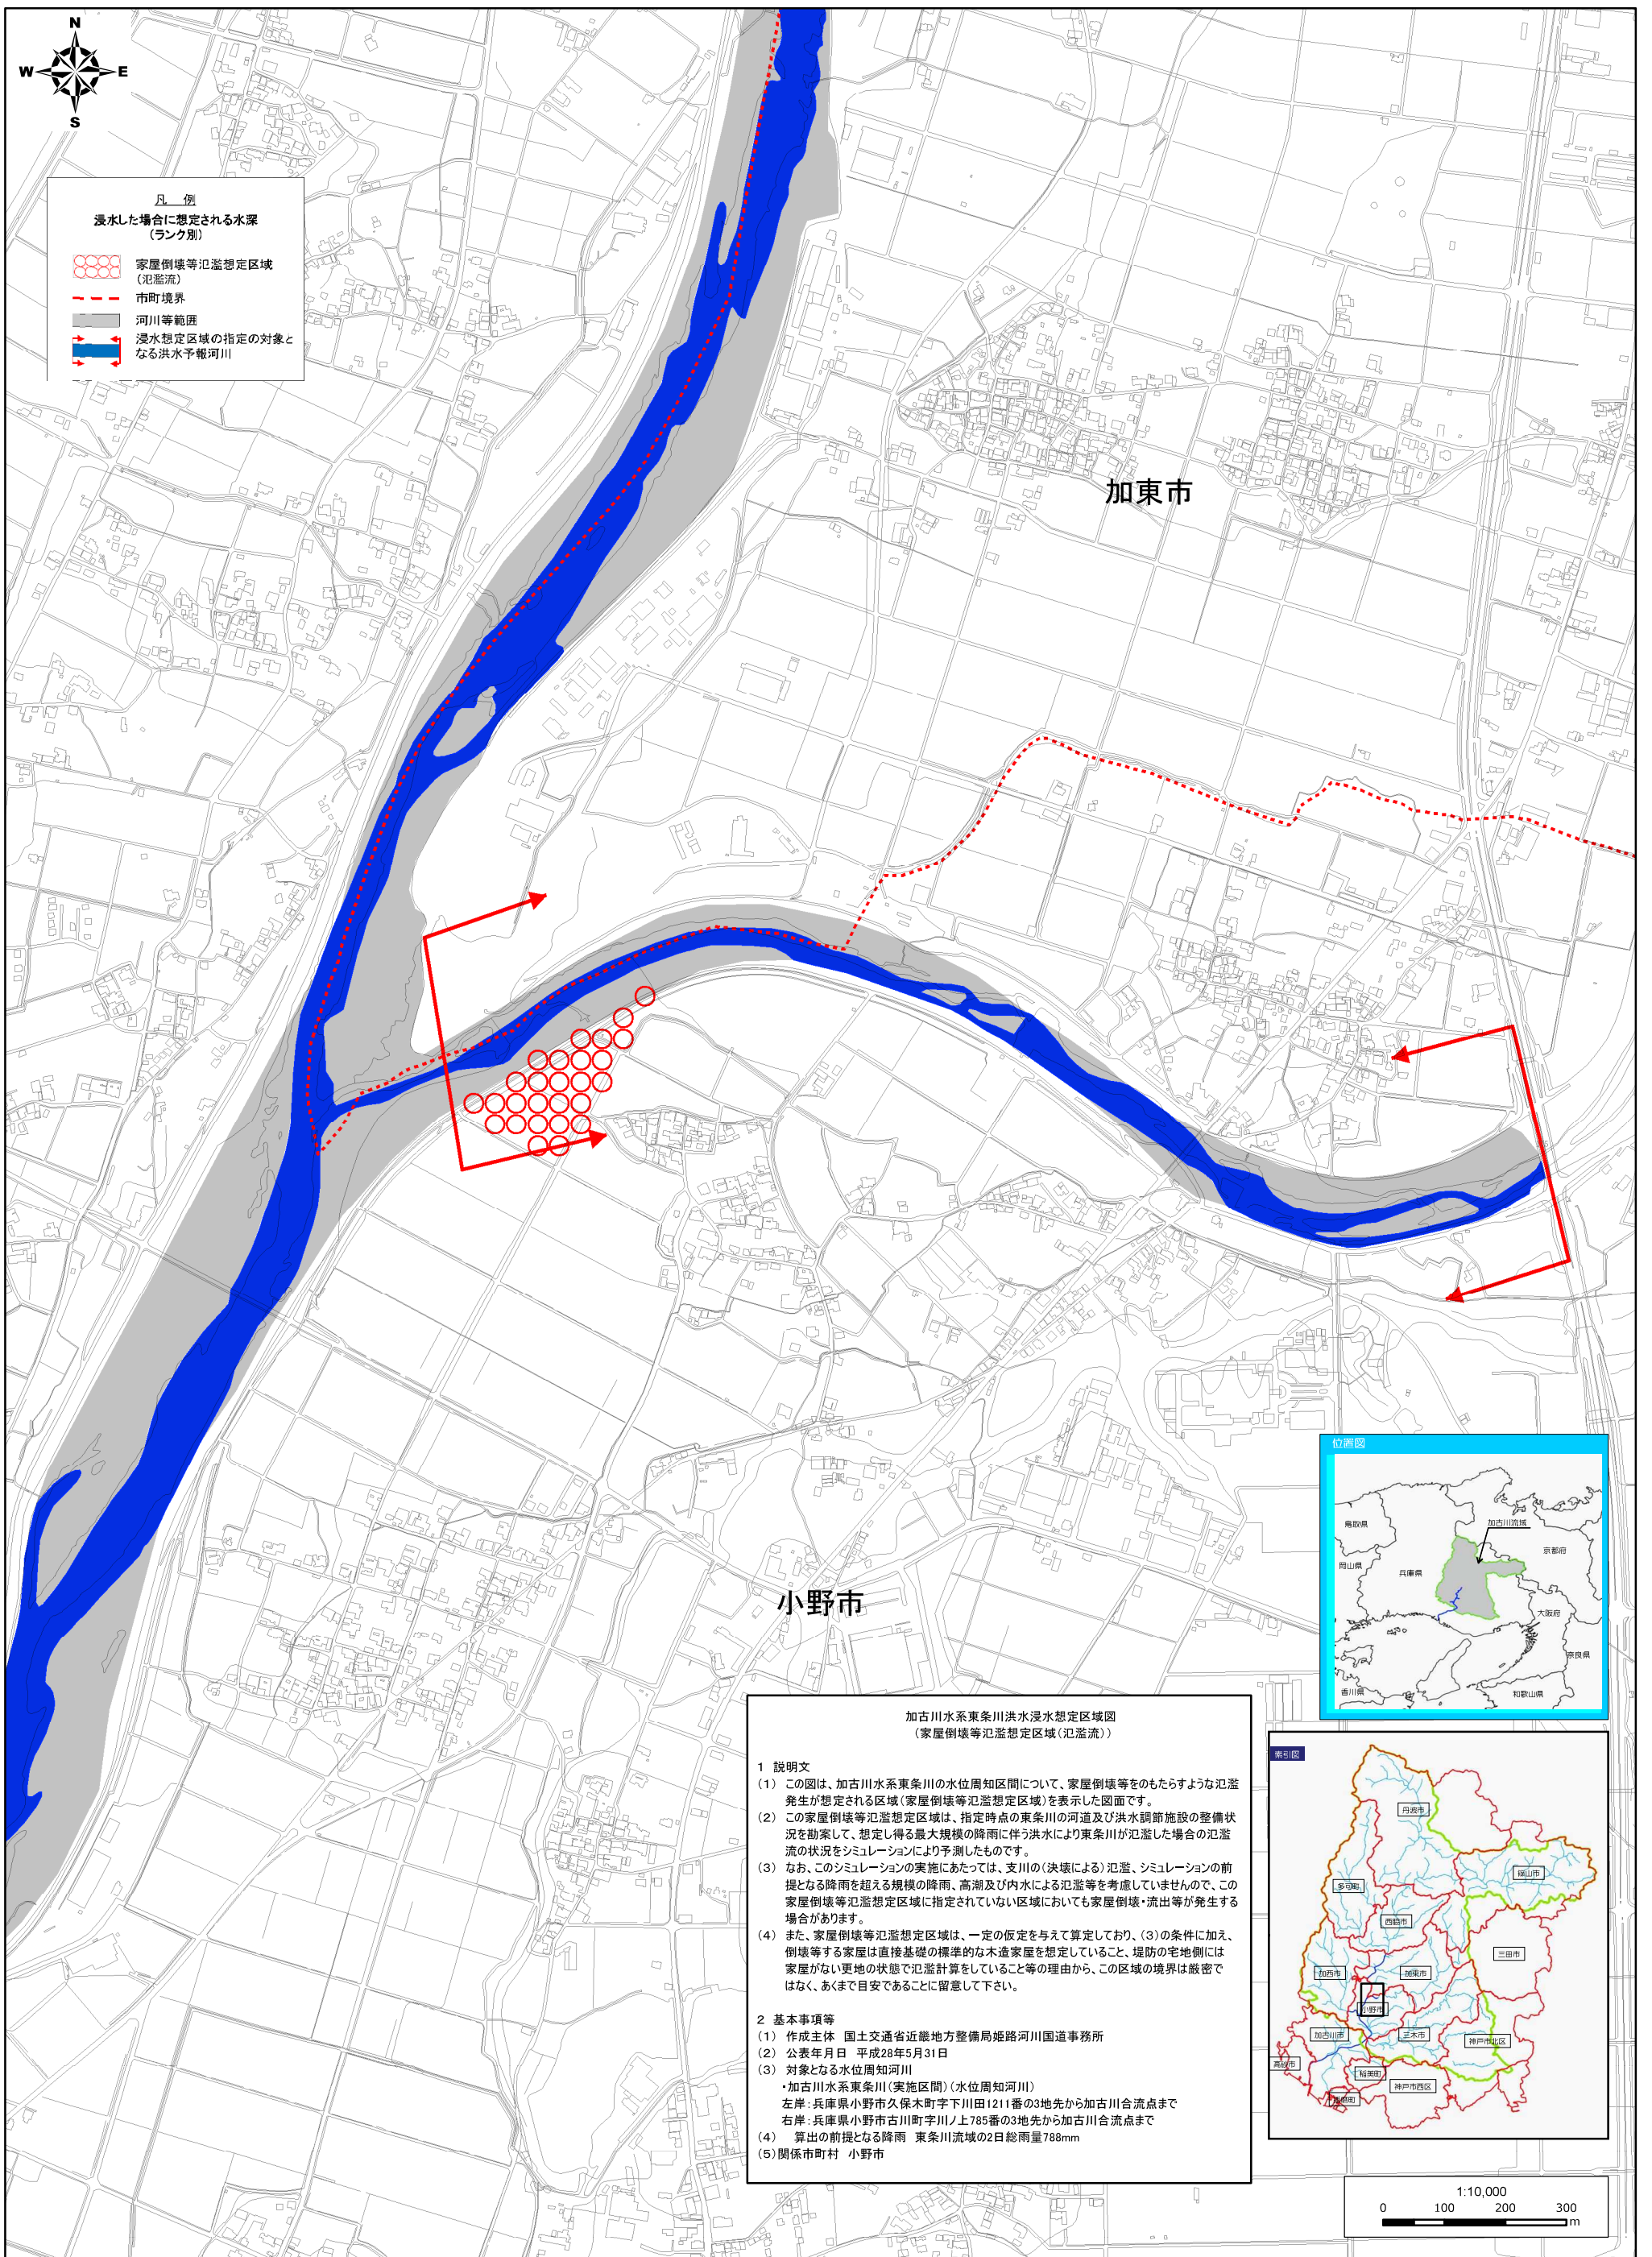 N
W
E
S
凡 例
浸水した場合に想定される水深
(ランク別)
家屋倒壊等氾濫想定区域
(氾濫流)
市町境界
河川等範囲
浸水想定区域の指定の対象と
なる洪水予報河川
加東市
小野市
位置図
鳥取県
加古川流域
京都府
岡山県
兵庫県
大阪府
奈良県
香川県
和歌山県
加古川水系東条川洪水浸水想定区域図
(家屋倒壊等氾濫想定区域(氾濫流))
1 説明文
(1) この図は、加古川水系東条川の水位周知区間について、家屋倒壊等をもたらすような氾濫
発生が想定される区域(家屋倒壊等氾濫想定区域)を表示した図面です。
(2) この家屋倒壊等氾濫想定区域は、指定時点の東条川の河道及び洪水調節施設の整備状
況を勘案して、想定し得る最大規模の降雨に伴う洪水により東条川が氾濫した場合の氾濫
流の状況をシミュレーションにより予測したものです。
(3) なお、このシミュレーションの実施にあたっては、支川の(決壊による)氾濫、シミュレーションの前
提となる降雨を超える規模の降雨、高潮及び内水による氾濫等を考慮していませんので、この
家屋倒壊等氾濫想定区域に指定されていない区域においても家屋倒壊・流出等が発生する
場合があります。
(4) また、家屋倒壊等氾濫想定区域は、一定の仮定を与えて算定しており、(3)の条件に加え、
倒壊等する家屋は直接基礎の標準的な木造家屋を想定していること、堤防の宅地側には
家屋がない更地の状態で氾濫計算をしていること等の理由から、この区域の境界は厳密で
はなく、あくまで目安であることに留意して下さい。
2 基本事項等
(1) 作成主体 国土交通省近畿地方整備局姫路河川国道事務所
(2) 公表年月日 平成28年5月31日
(3) 対象となる水位周知河川
・加古川水系東条川(実施区間)(水位周知河川)
左岸:兵庫県小野市久保木町字下川田1211番の3地先から加古川合流点まで
右岸:兵庫県小野市古川町字川ノ上785番の3地先から加古川合流点まで
(4) 算出の前提となる降雨 東条川流域の2日総雨量788mm
(5)関係市町村 小野市
索引図
丹波市
篠山市
多可町
西脇市
三田市
加西市
加東市
小野市
加古川市
三木市
神戸市北区
高砂市
稲美町
神戸市西区
播磨町
1:10,000
0 100 200 300
m